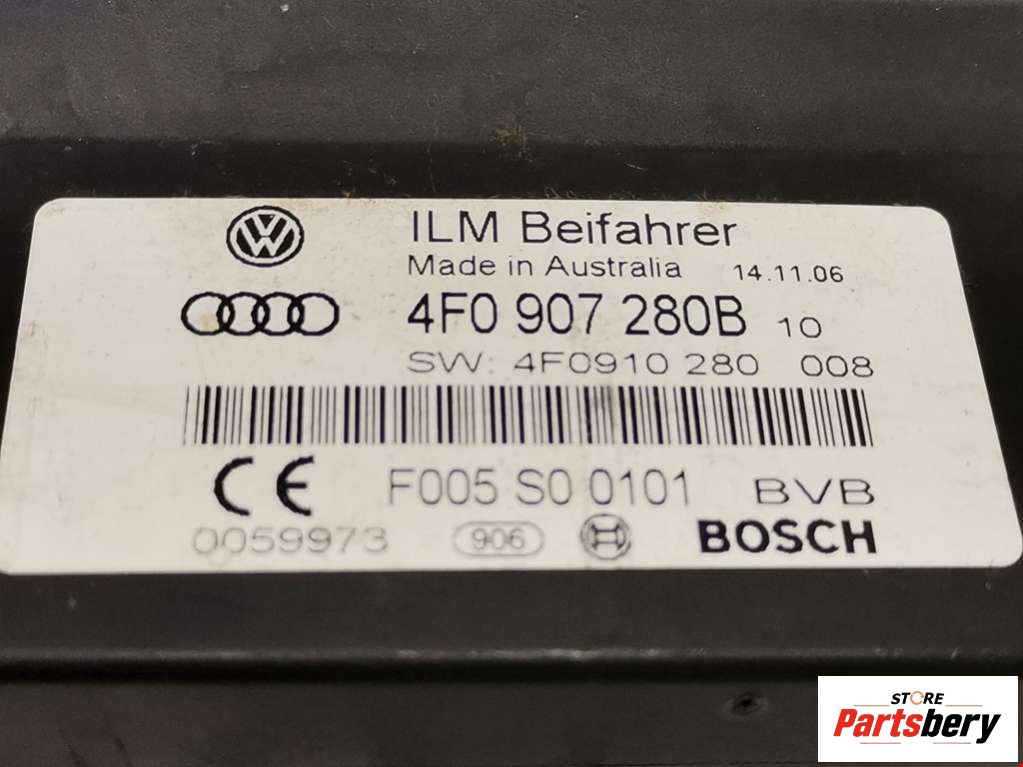 ILM Beifahrer
Made in Australia 14.11.06
4F0 907 280B 10
SW: 4F0910 280 008
CE F005 S0 0101 BVB
0059973 906 BOSCH
STORE
Partsbery